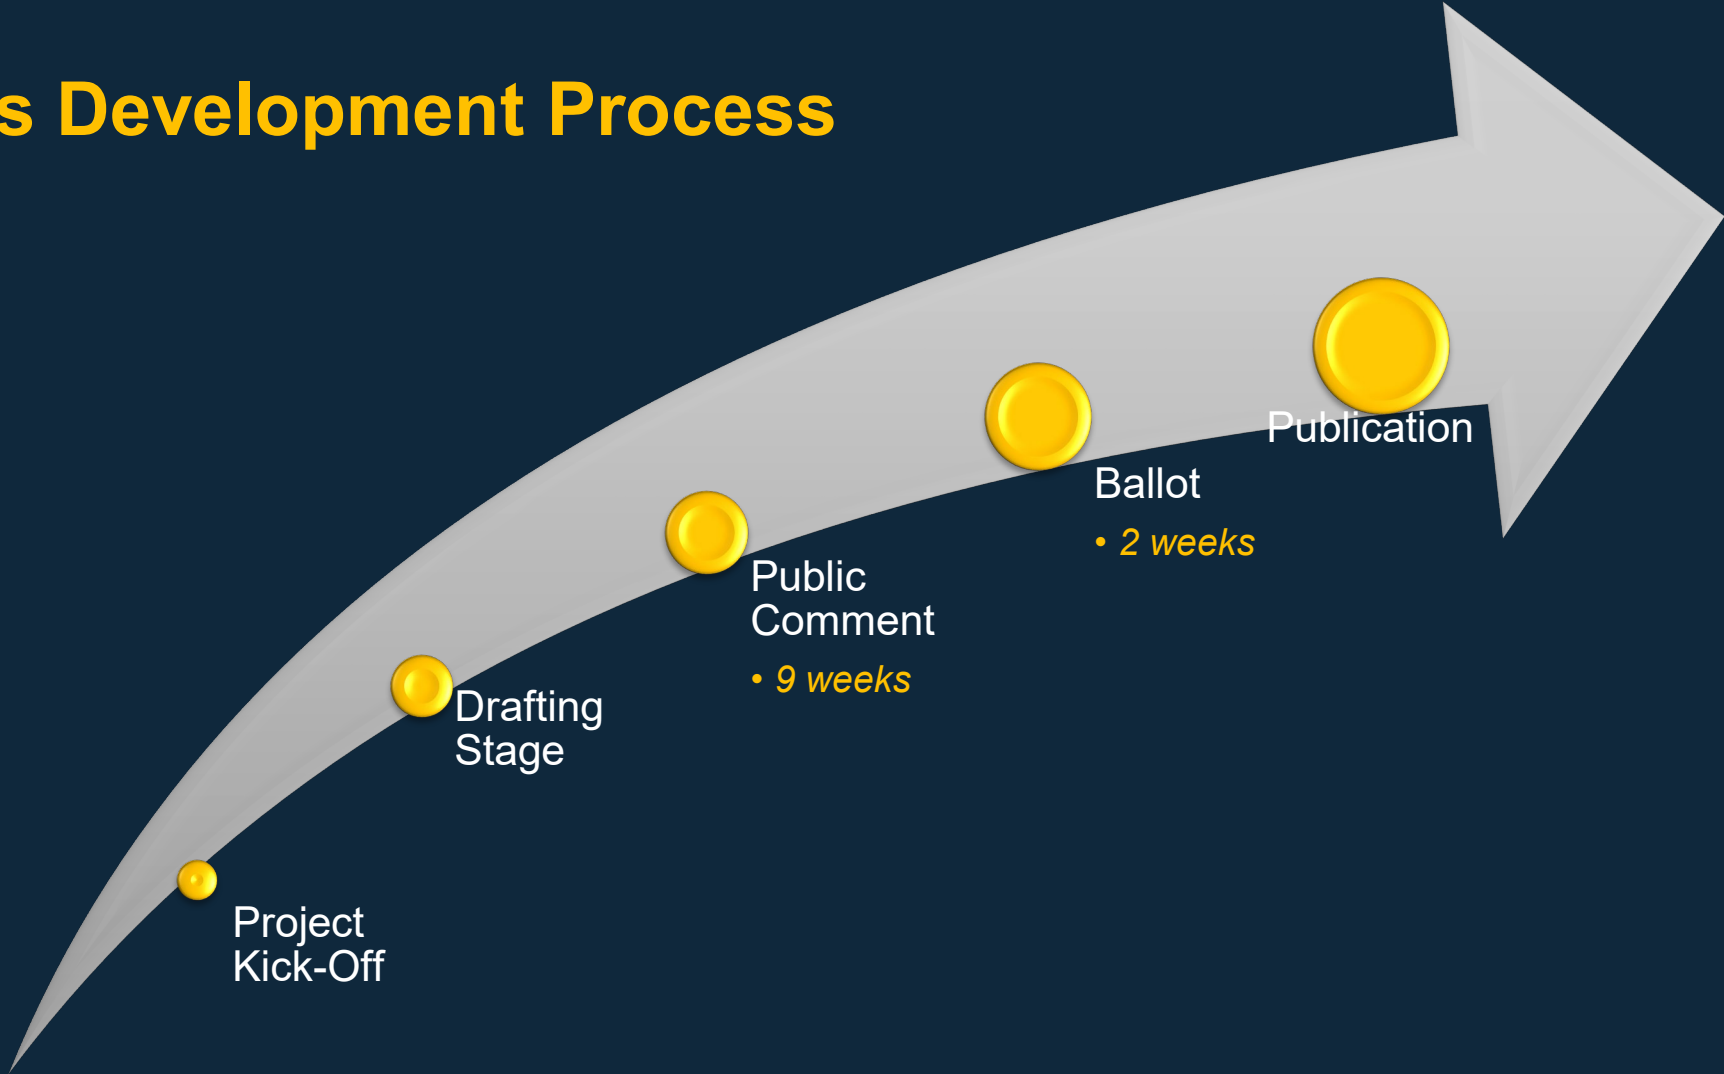 s Development Process
Publication
Ballot
• 2 weeks
Public
Comment
• 9 weeks
Drafting
Stage
Project
Kick-Off